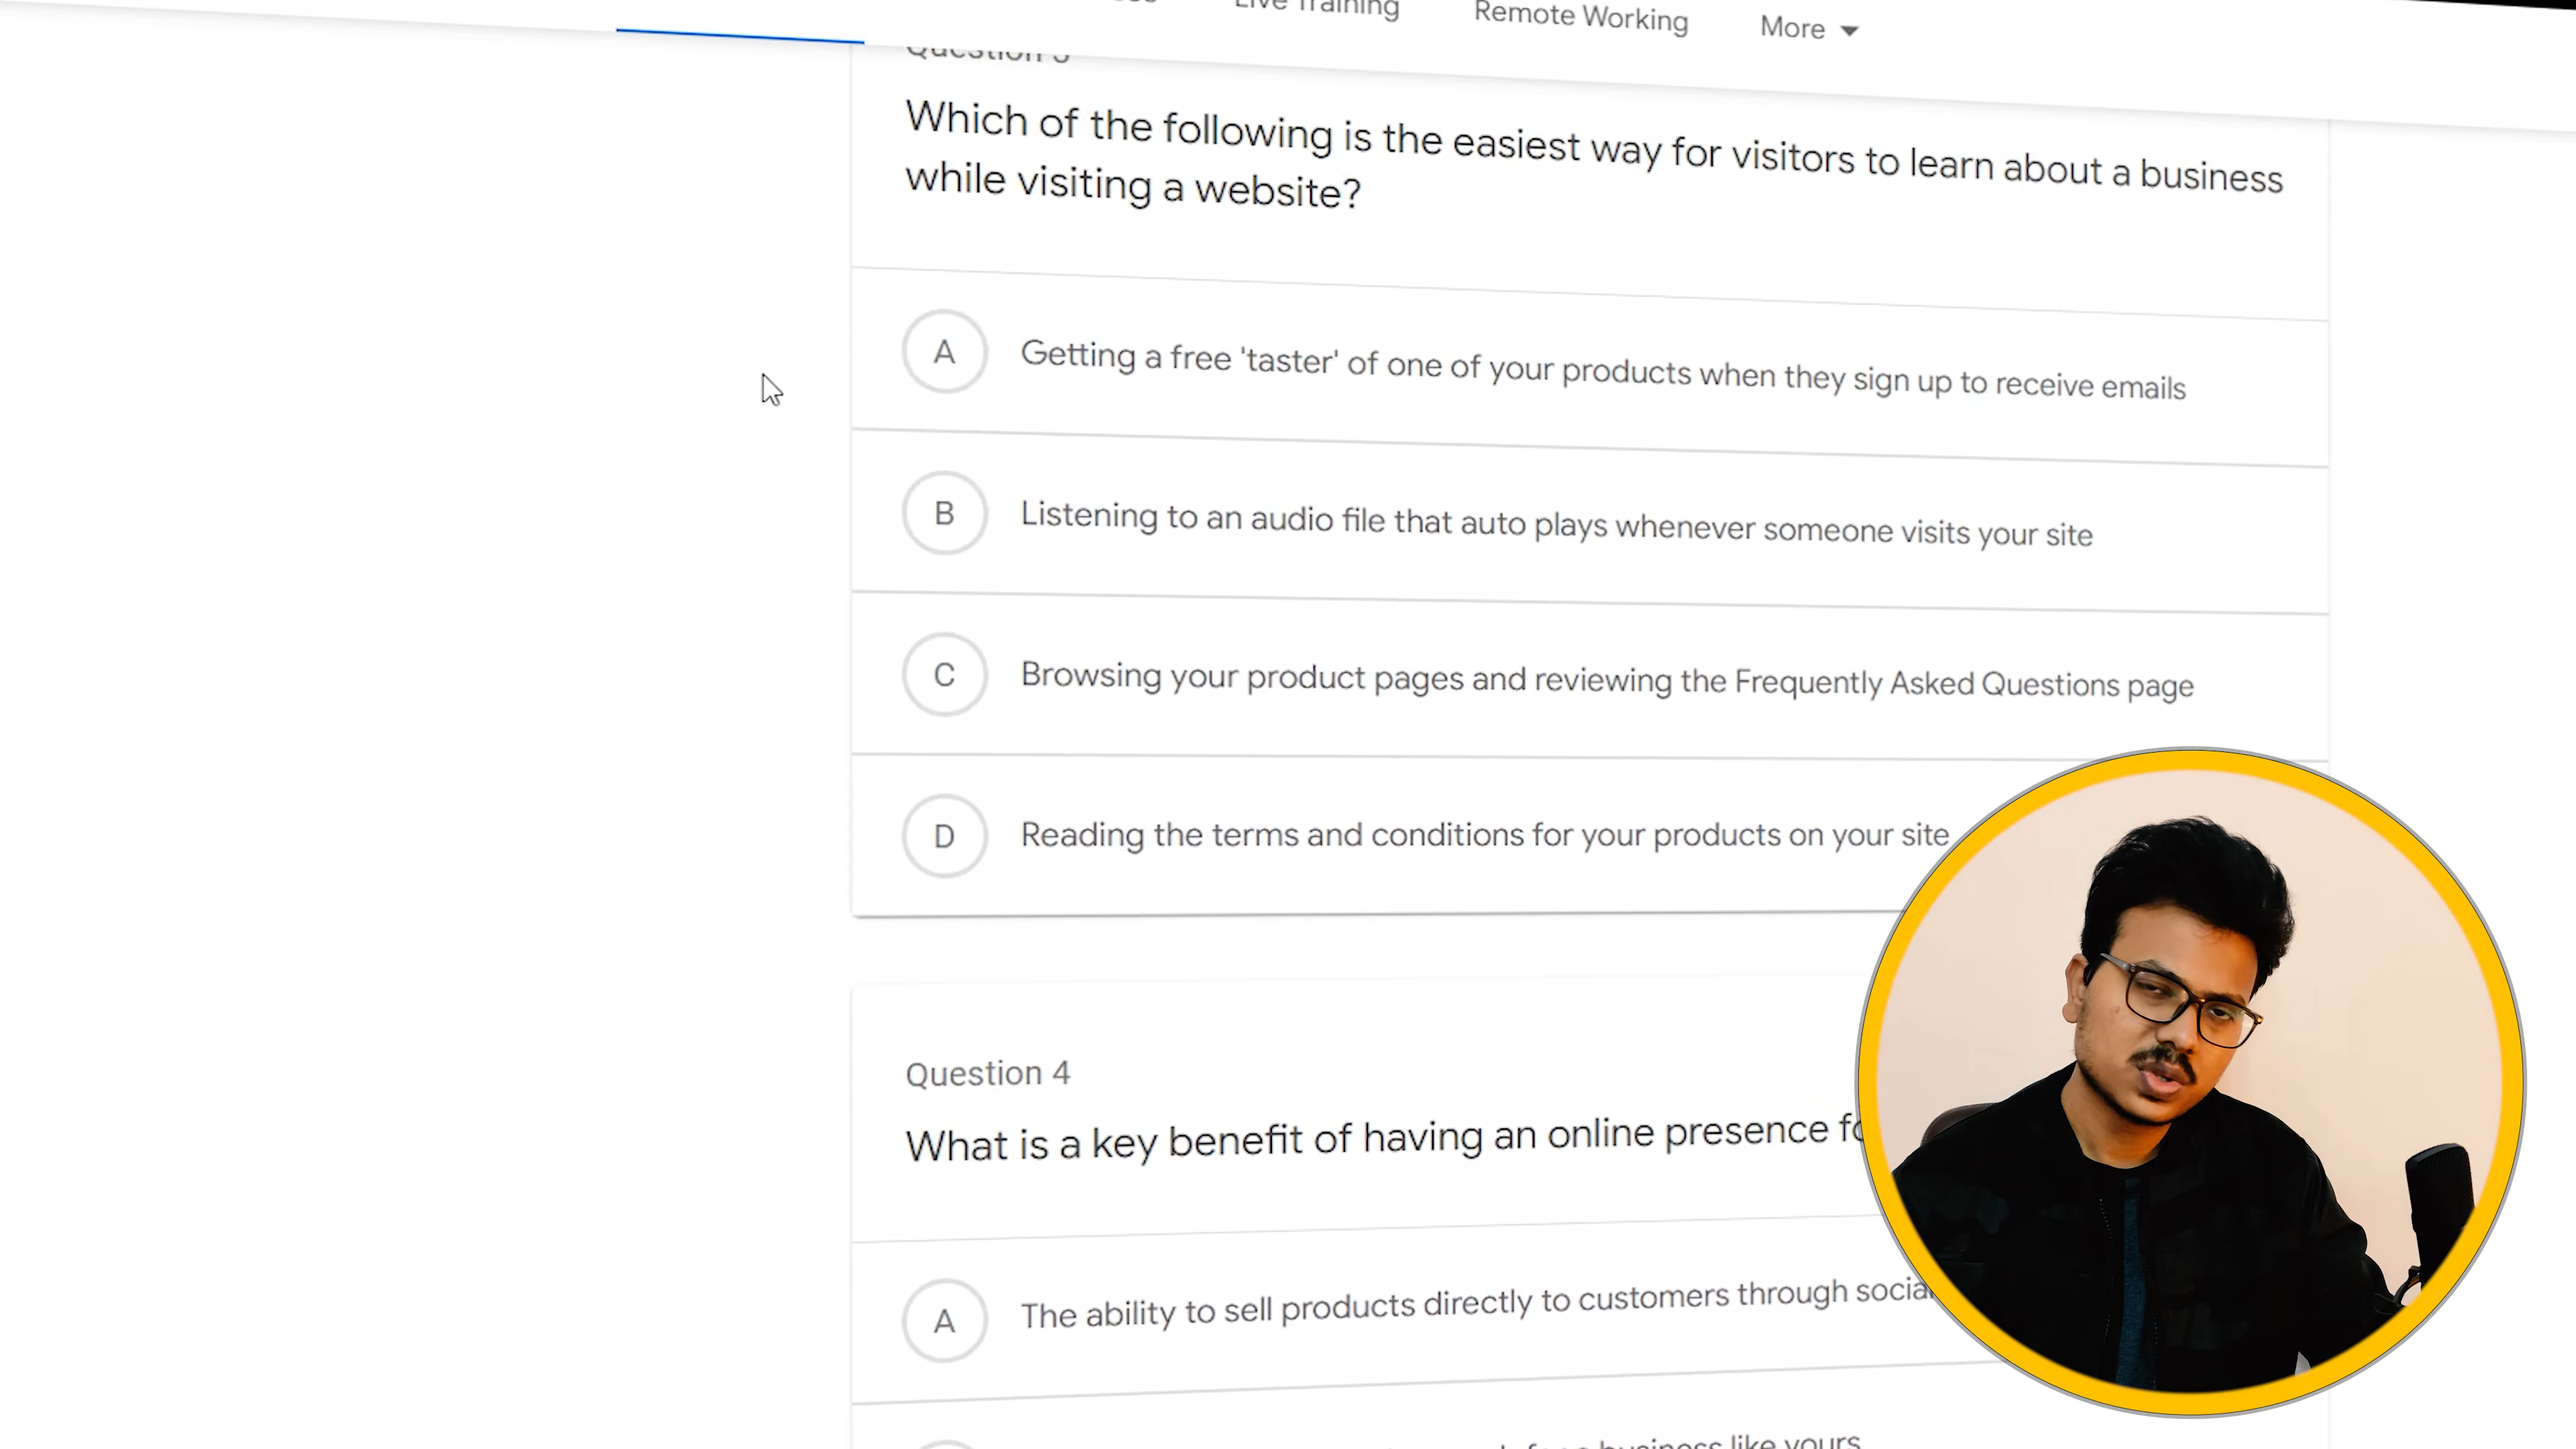 Live Training
Remote Working
More
Question 3
Which of the following is the easiest way for visitors to learn about a business
while visiting a website?
A
Getting a free 'taster' of one of your products when they sign up to receive emails
B
Listening to an audio file that auto plays whenever someone visits your site
C
Browsing your product pages and reviewing the Frequently Asked Questions page
D
Reading the terms and conditions for your products on your site
Question 4
What is a key benefit of having an online presence
A
The ability to sell products directly to customers through
business like yours